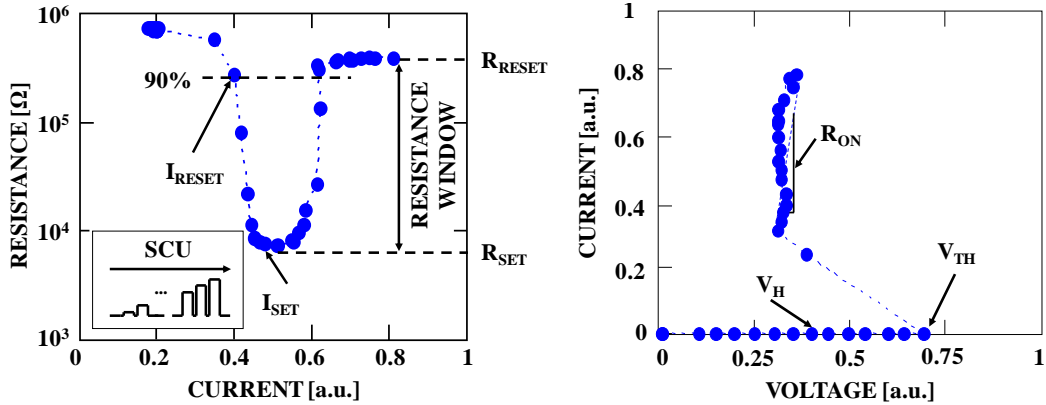 10⁶
10⁵
10⁴
10³
RESISTANCE [Ω]
90%
I_RESET
I_SET
SCU
...
RESISTANCE
WINDOW
R_RESET
R_SET
0 0.2 0.4 0.6 0.8 1
CURRENT [a.u.]
1
0.8
0.6
0.4
0.2
0
CURRENT [a.u.]
R_ON
V_H
V_TH
0 0.25 0.5 0.75 1
VOLTAGE [a.u.]